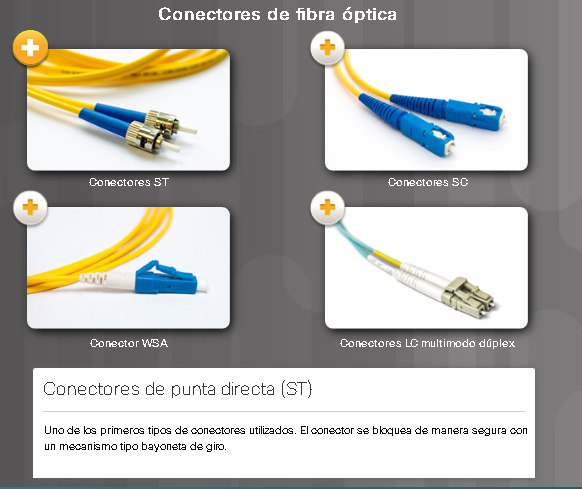 Conectores de fibra óptica
Conectores ST
Conectores SC
Conector WSA
Conectores LC multimodo dúplex
Conectores de punta directa (ST)
Uno de los primeros tipos de conectores utilizados. El conector se bloquea de manera segura con
un mecanismo tipo bayoneta de giro.